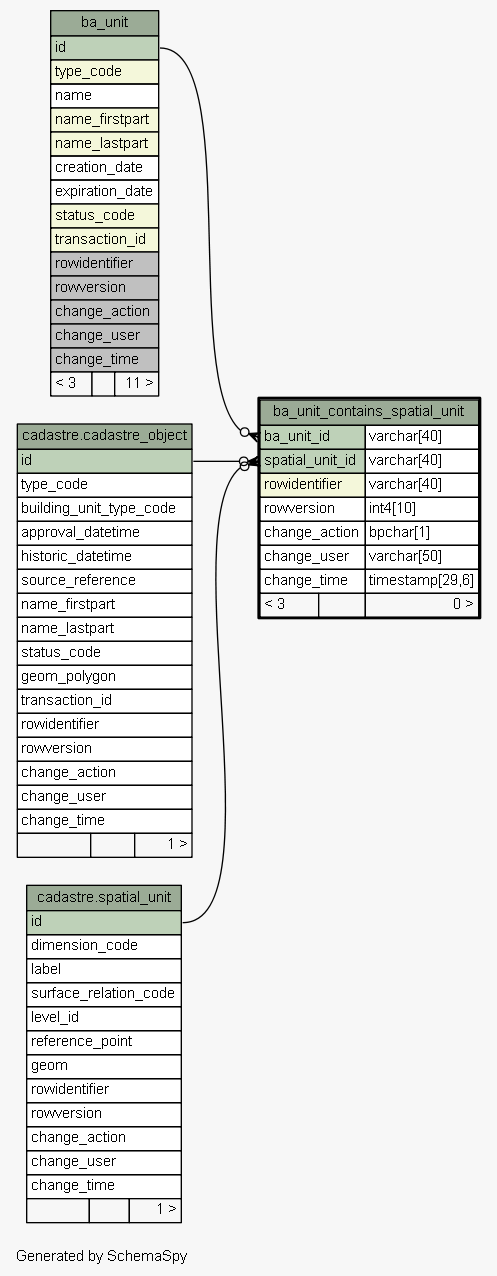 ba_unit
id
type_code
name
name_firstpart
name_lastpart
creation_date
expiration_date
status_code
transaction_id
rowidentifier
rowversion
change_action
change_user
change_time
< 3 11 >
ba_unit_contains_spatial_unit
ba_unit_id varchar[40]
spatial_unit_id varchar[40]
rowidentifier varchar[40]
rowversion int4[10]
change_action bpchar[1]
change_user varchar[50]
change_time timestamp[29,6]
< 3 0 >
cadastre.cadastre_object
id
type_code
building_unit_type_code
approval_datetime
historic_datetime
source_reference
name_firstpart
name_lastpart
status_code
geom_polygon
transaction_id
rowidentifier
rowversion
change_action
change_user
change_time
1 >
cadastre.spatial_unit
id
dimension_code
label
surface_relation_code
level_id
reference_point
geom
rowidentifier
rowversion
change_action
change_user
change_time
1 >
Generated by SchemaSpy